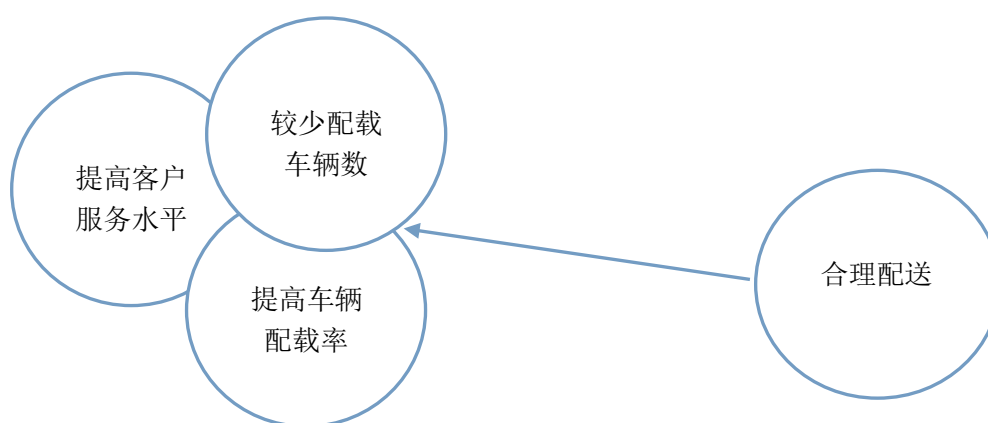 较少配载
车辆数
提高客户
服务水平
合理配送
提高车辆
配载率